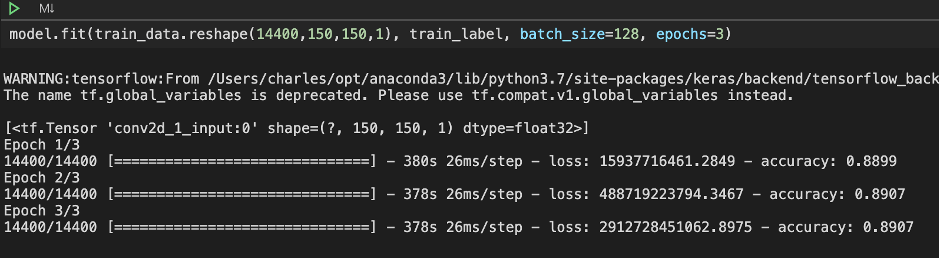 M↓
model.fit(train_data.reshape(14400,150,150,1), train_label, batch_size=128, epochs=3)
WARNING:tensorflow:From /Users/charles/opt/anaconda3/lib/python3.7/site-packages/keras/backend/tensorflow_back
The name tf.global_variables is deprecated. Please use tf.compat.v1.global_variables instead.
[<tf.Tensor 'conv2d_1_input:0' shape=(?, 150, 150, 1) dtype=float32>]
Epoch 1/3
14400/14400 [==============================] - 380s 26ms/step - loss: 15937716461.2849 - accuracy: 0.8899
Epoch 2/3
14400/14400 [==============================] - 378s 26ms/step - loss: 488719223794.3467 - accuracy: 0.8907
Epoch 3/3
14400/14400 [==============================] - 378s 26ms/step - loss: 2912728451062.8975 - accuracy: 0.8907